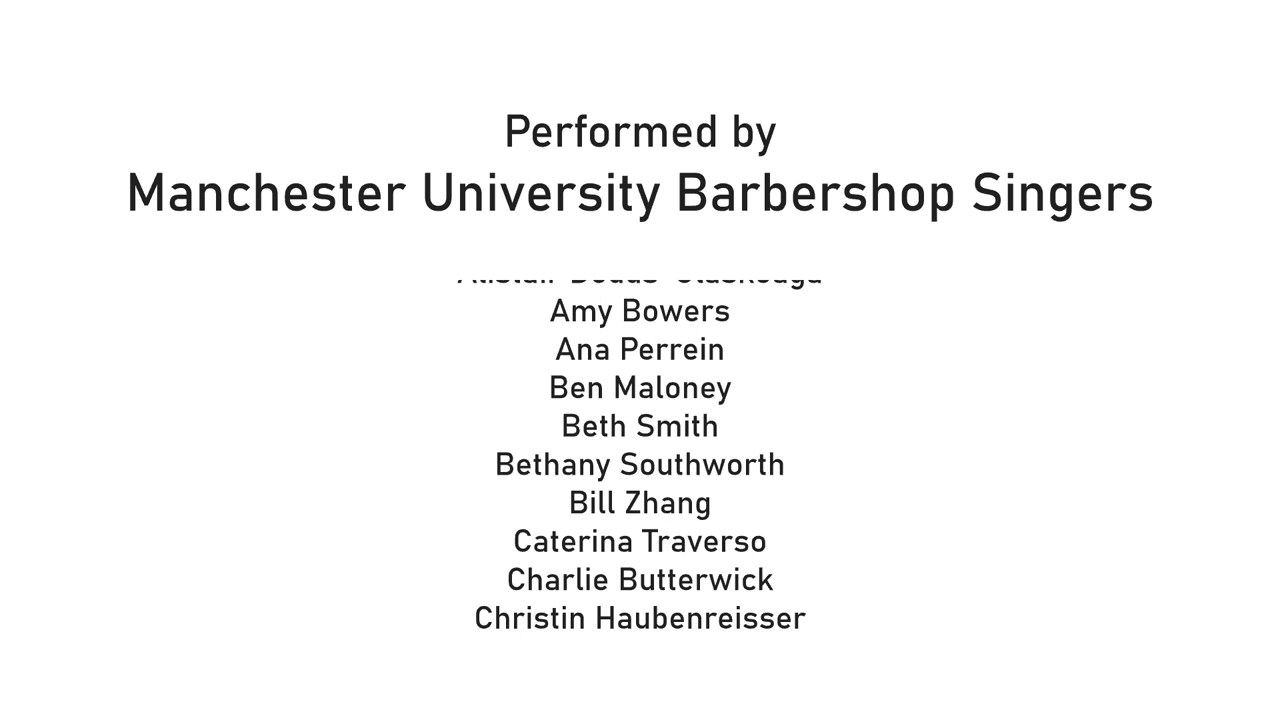 Performed by
Manchester University Barbershop Singers
Amy Bowers
Ana Perrein
Ben Maloney
Beth Smith
Bethany Southworth
Bill Zhang
Caterina Traverso
Charlie Butterwick
Christin Haubenreisser